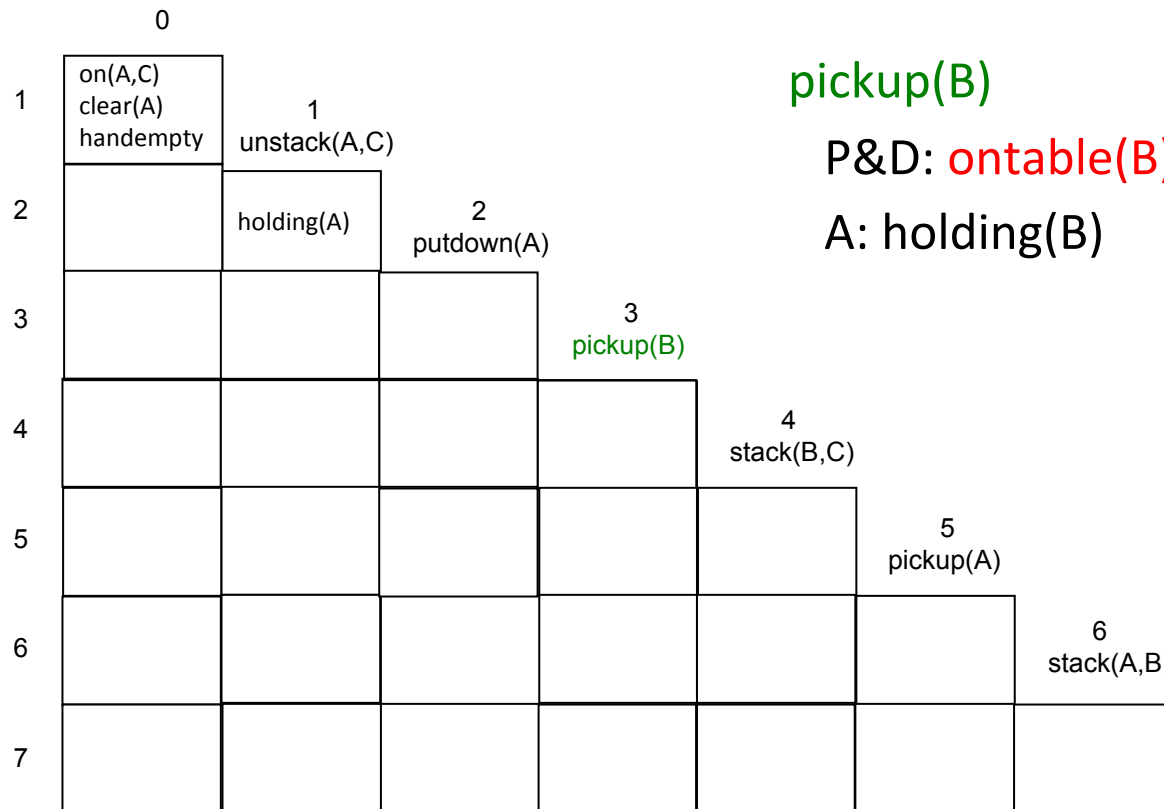 0
1
on(A,C)
clear(A)
handempty
1
unstack(A,C)
2
holding(A)
2
putdown(A)
3
3
pickup(B)
4
4
stack(B,C)
5
5
pickup(A)
6
6
stack(A,B
7
pickup(B)
P&D: ontable(B)
A: holding(B)